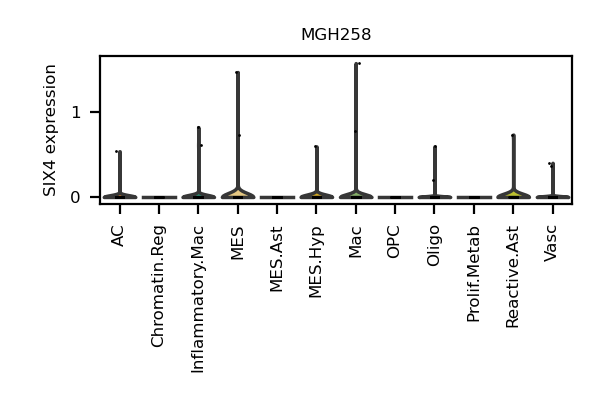 MGH258
SIX4 expression
1
0
AC
Chromatin.Reg
Inflammatory.Mac
MES
MES.Ast
MES.Hyp
Mac
OPC
Oligo
Prolif.Metab
Reactive.Ast
Vasc